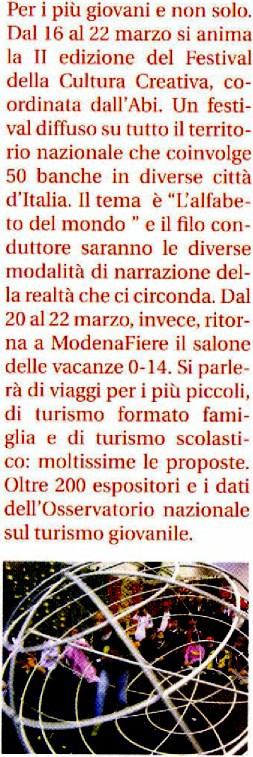 Per i più giovani e non solo.
Dal 16 al 22 marzo si anima
la II edizione del Festival
della Cultura Creativa, co-
ordinata dall'Abi. Un festi-
val diffuso su tutto il territo-
rio nazionale che coinvolge
50 banche in diverse città
d'Italia. Il tema  è “L'alfabe-
to del mondo ” e il filo con-
duttore saranno le diverse
modalità di narrazione del-
la realtà che ci circonda. Dal
20 al 22 marzo, invece, ritor-
na a ModenaFiere il salone
delle vacanze 0-14. Si parle-
rà di viaggi per i più piccoli,
di turismo formato fami-
glia e di turismo scolasti-
co: moltissime le proposte.
Oltre 200 espositori e i dati
dell'Osservatorio nazionale
sul turismo giovanile.